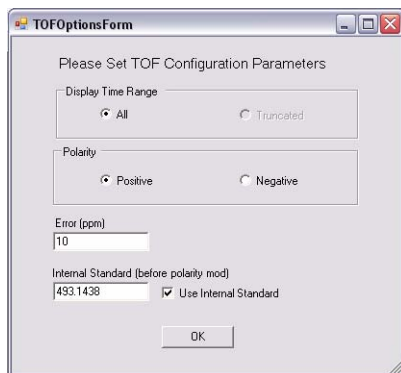 TOFOptionsForm
Please Set TOF Configuration Parameters
Display Time Range
All Truncated
Polarity
Positive Negative
Error (ppm)
10
Internal Standard (before polarity mod)
493.1438 Use Internal Standard
OK